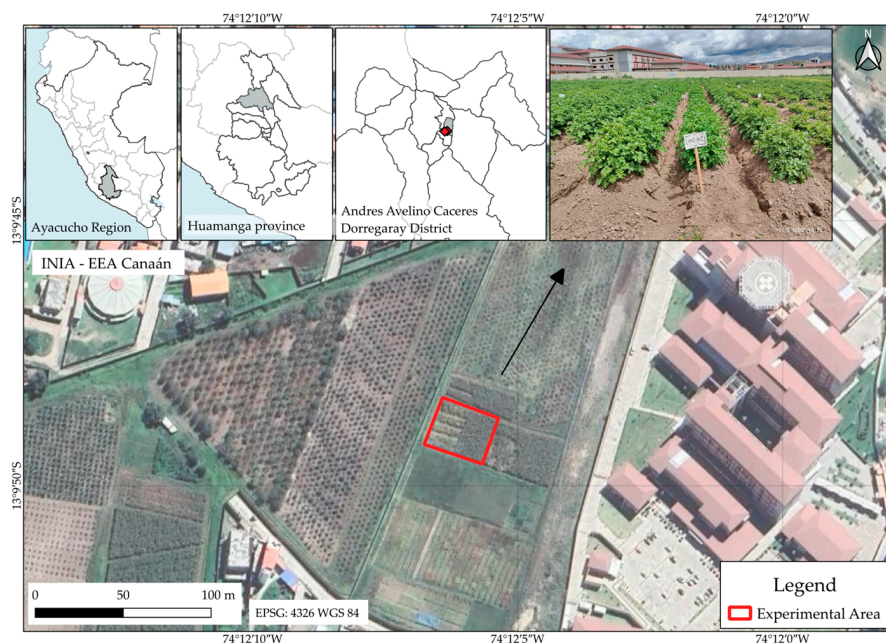 74°12'10"W
74°12'5"W
74°12'0"W
N
13°9'45"S
Ayacucho Region
Huamanga province
Andres Avelino Caceres
Dorregaray District
INIA - EEA Canaán
13°9'50"S
0
50
100 m
EPSG: 4326 WGS 84
Legend
Experimental Area
74°12'10"W
74°12'5"W
74°12'0"W